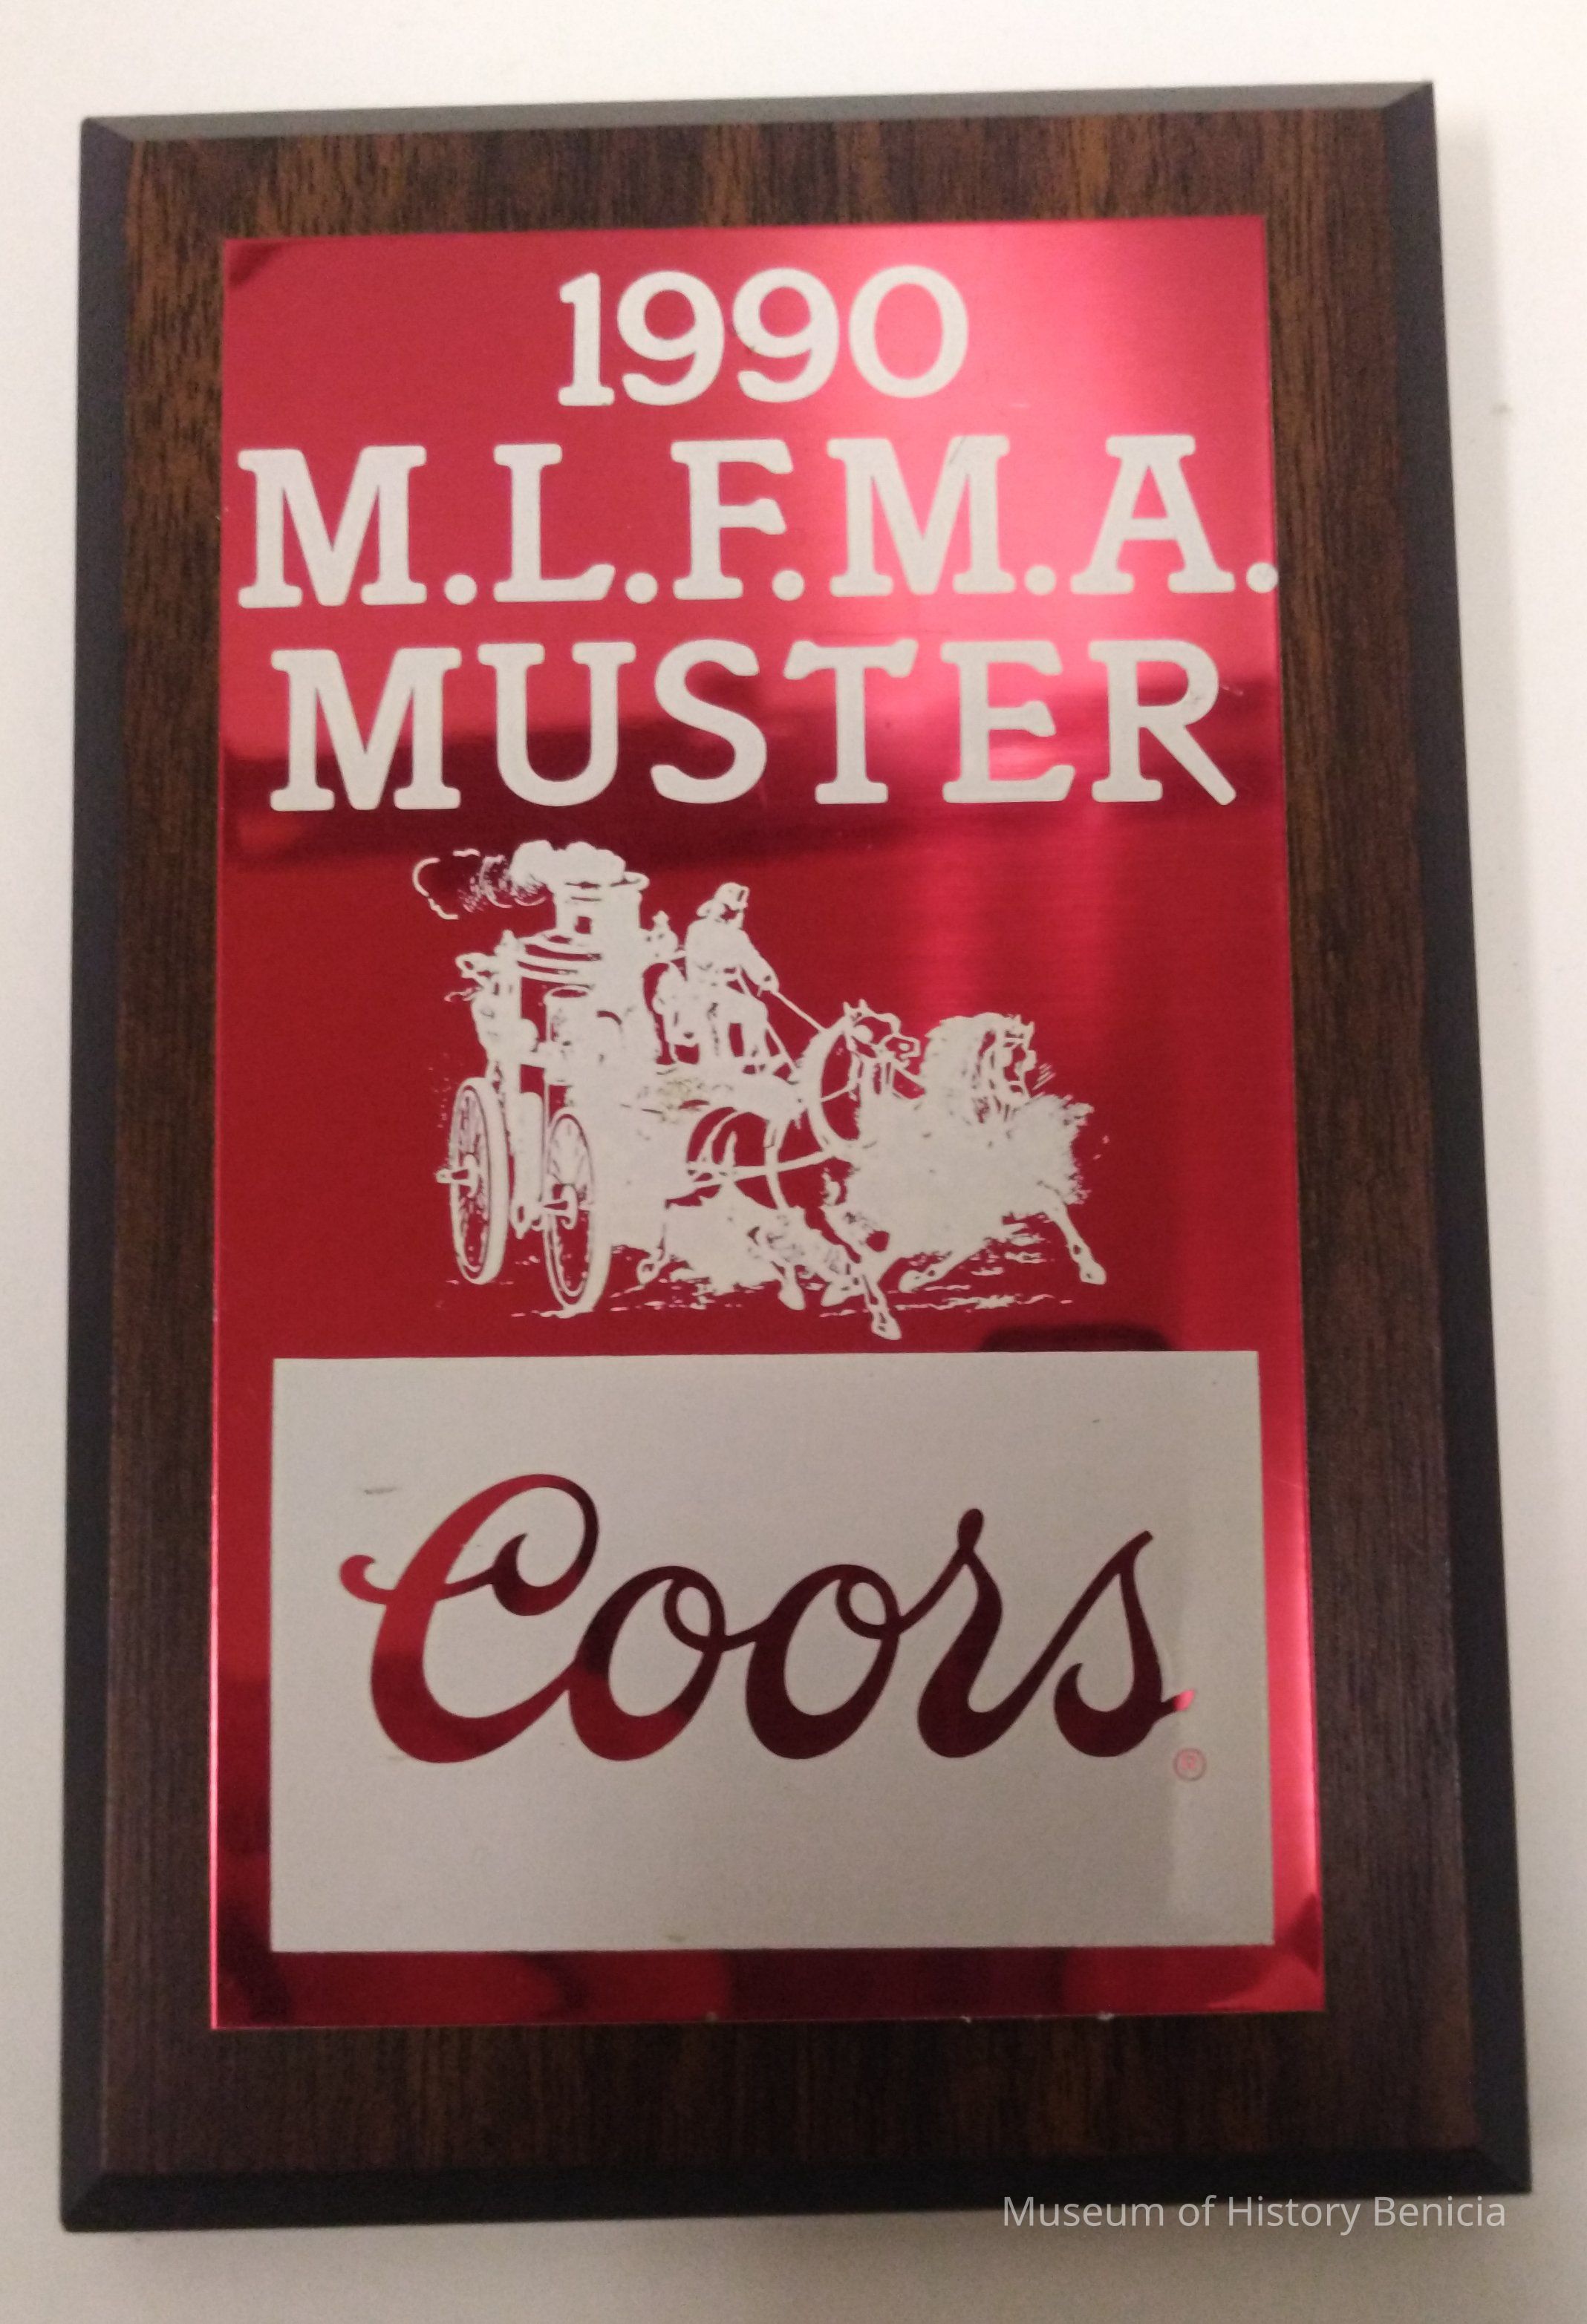 1990
M.L.F.M.A.
MUSTER
Coors
®
Museum of History Benicia